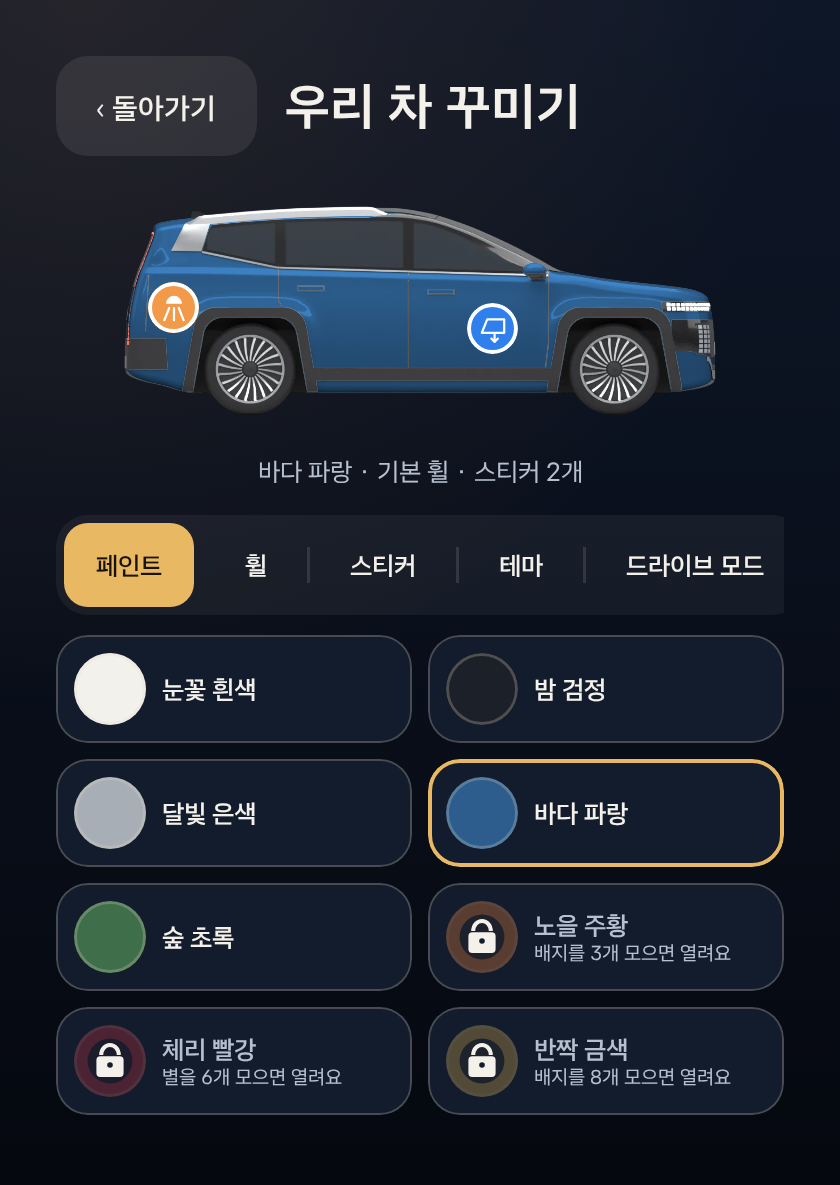 ‹ 돌아가기
우리 차 꾸미기
바다 파랑 · 기본 휠 · 스티커 2개
페인트
휠
스티커
테마
드라이브 모드
눈꽃 흰색
밤 검정
달빛 은색
바다 파랑
숲 초록
노을 주황
배지를 3개 모으면 열려요
체리 빨강
별을 6개 모으면 열려요
반짝 금색
배지를 8개 모으면 열려요